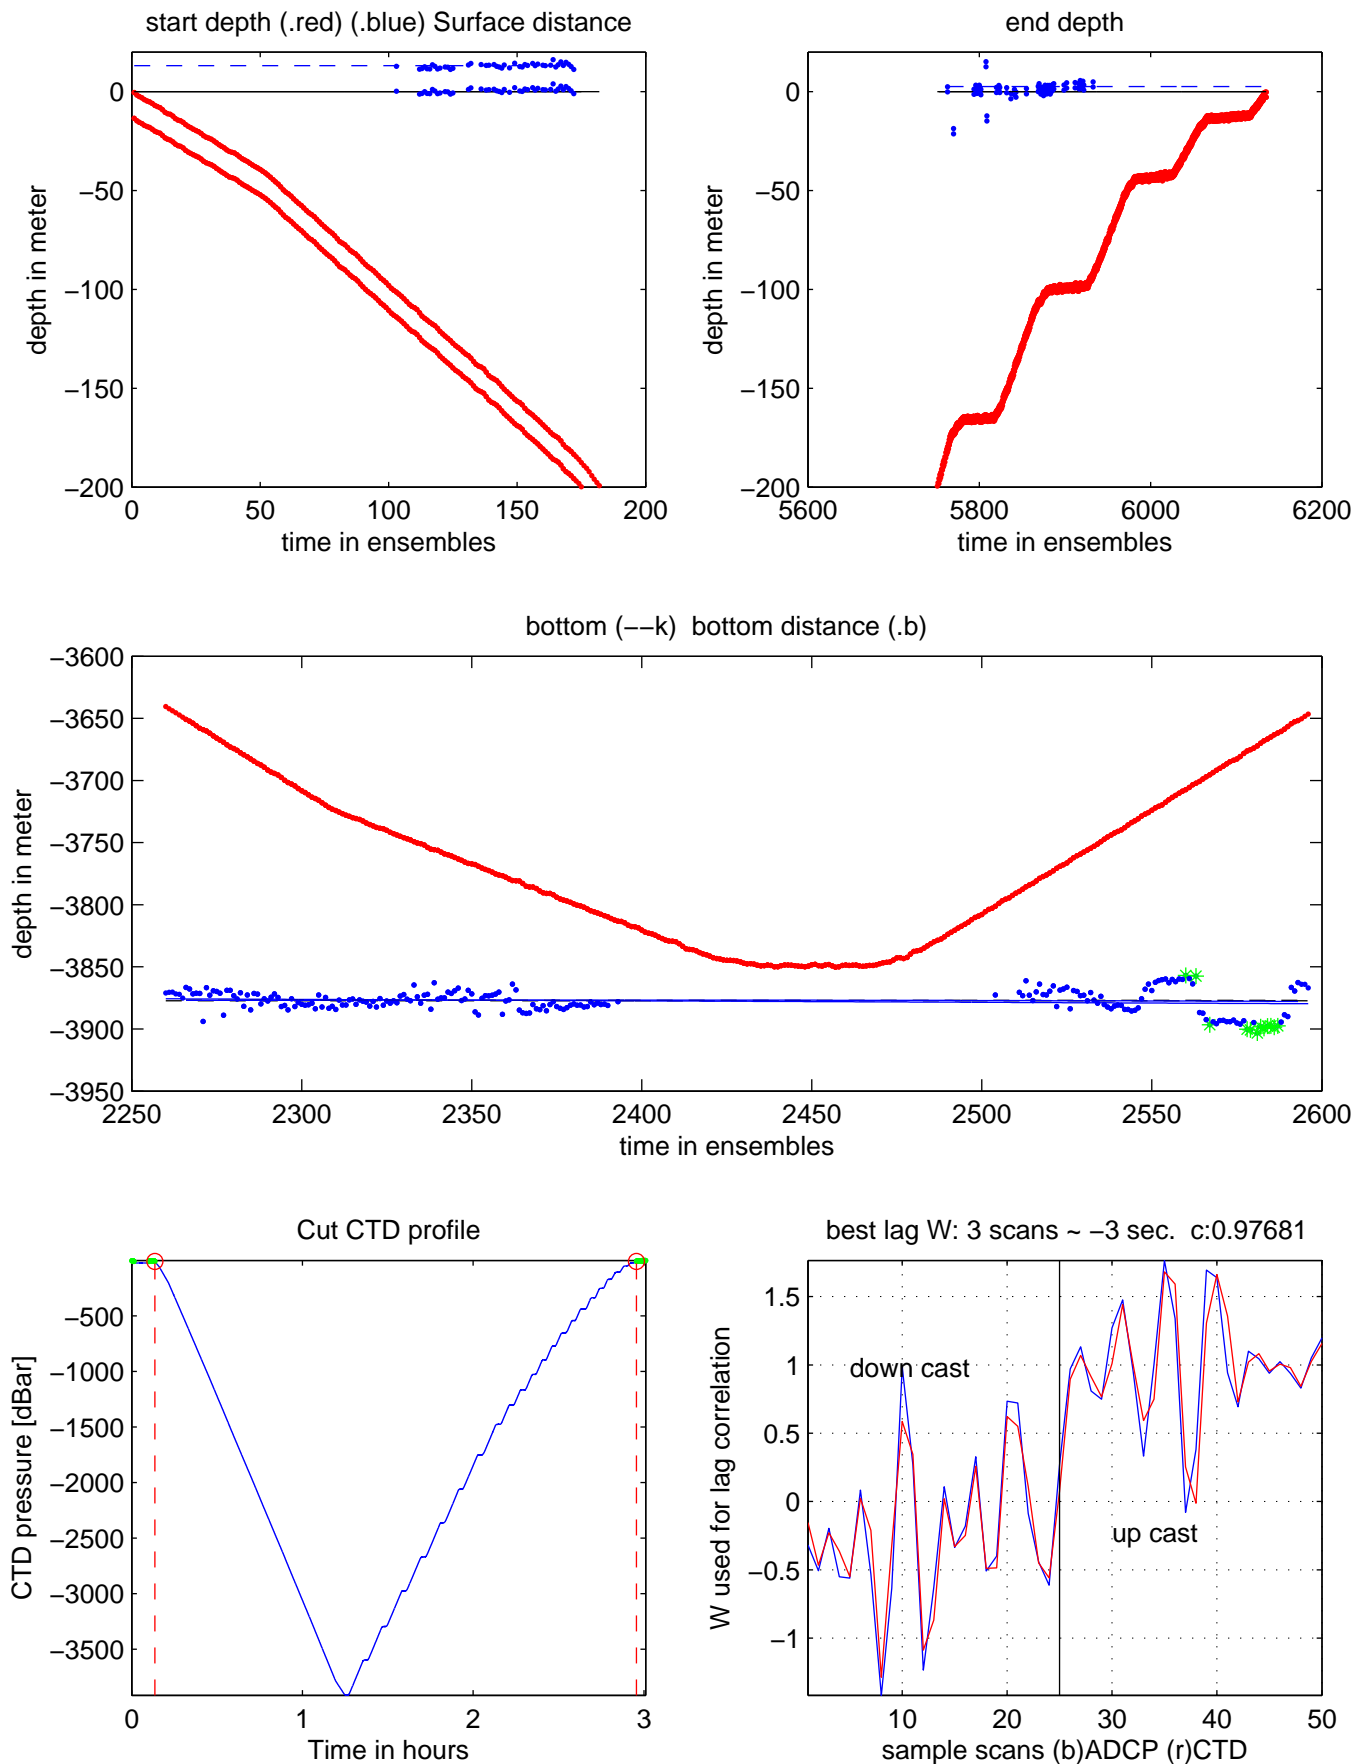 start depth (.red) (.blue) Surface distance
0
−50
−100
−150
−200
depth in meter
0 50 100 150 200
time in ensembles
end depth
0
−50
−100
−150
−200
depth in meter
5600 5800 6000 6200
time in ensembles
bottom (−−k)  bottom distance (.b)
−3600
−3650
−3700
−3750
−3800
−3850
−3900
−3950
depth in meter
2250 2300 2350 2400 2450 2500 2550 2600
time in ensembles
Cut CTD profile
−500
−1000
−1500
−2000
−2500
−3000
−3500
CTD pressure [dBar]
0 1 2 3
Time in hours
best lag W: 3 scans ~ −3 sec.  c:0.97681
1.5
1
0.5
0
−0.5
−1
W used for lag correlation
down cast
up cast
10 20 30 40 50
sample scans (b)ADCP (r)CTD